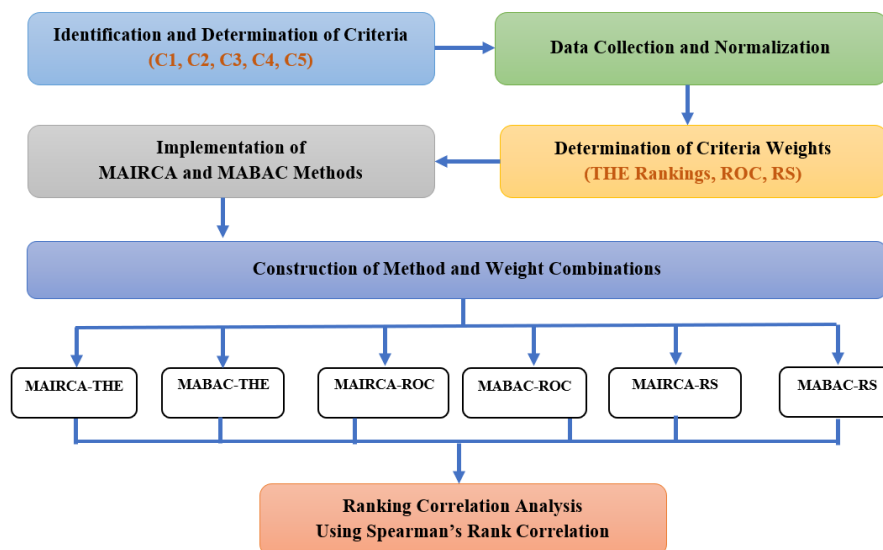 Identification and Determination of Criteria
(C1, C2, C3, C4, C5)
Data Collection and Normalization
Implementation of
MAIRCA and MABAC Methods
Determination of Criteria Weights
(THE Rankings, ROC, RS)
Construction of Method and Weight Combinations
MAIRCA-THE
MABAC-THE
MAIRCA-ROC
MABAC-ROC
MAIRCA-RS
MABAC-RS
Ranking Correlation Analysis
Using Spearman's Rank Correlation